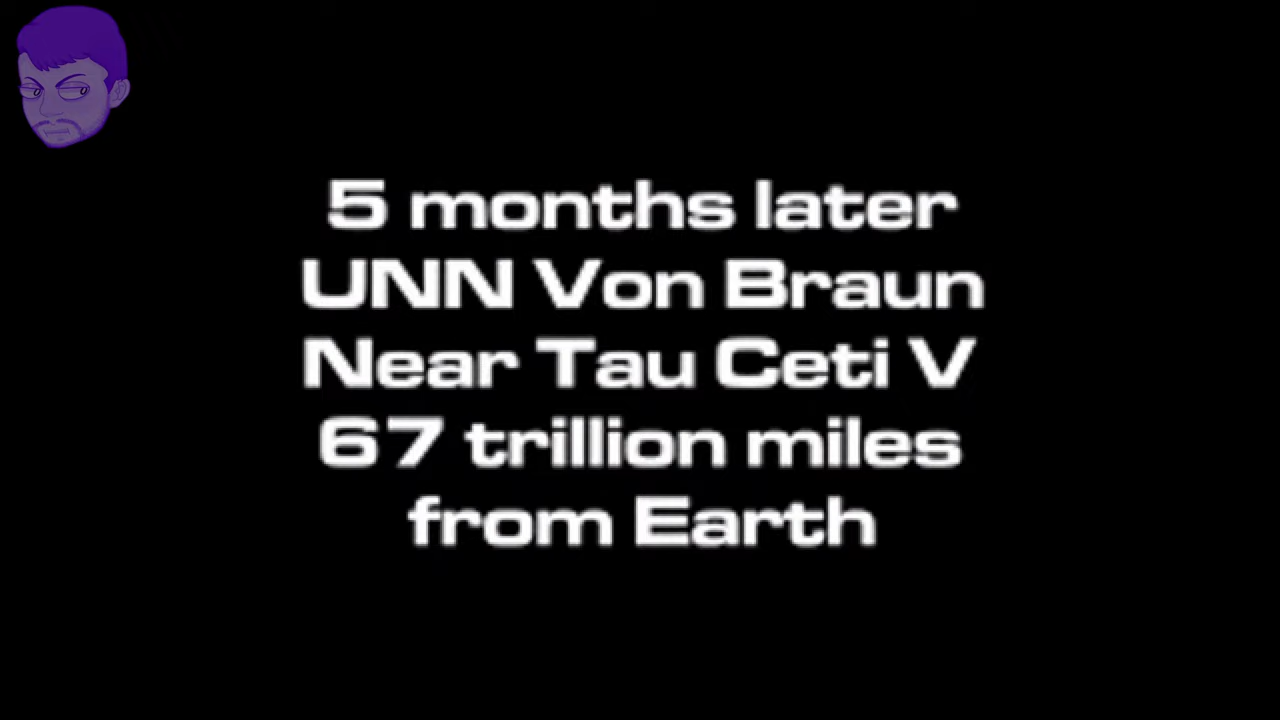 5 months later
UNN Von Braun
Near Tau Ceti V
67 trillion miles
from Earth